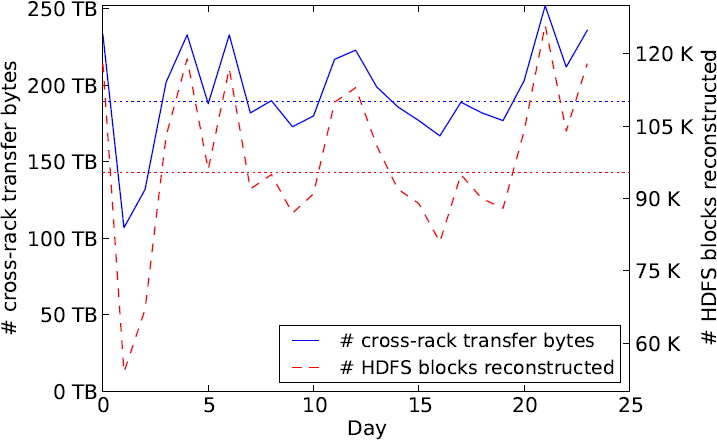 # cross-rack transfer bytes
250 TB
200 TB
150 TB
100 TB
50 TB
0 TB
# HDFS blocks reconstructed
120 K
105 K
90 K
75 K
60 K
# cross-rack transfer bytes
# HDFS blocks reconstructed
0
5
10
15
20
25
Day